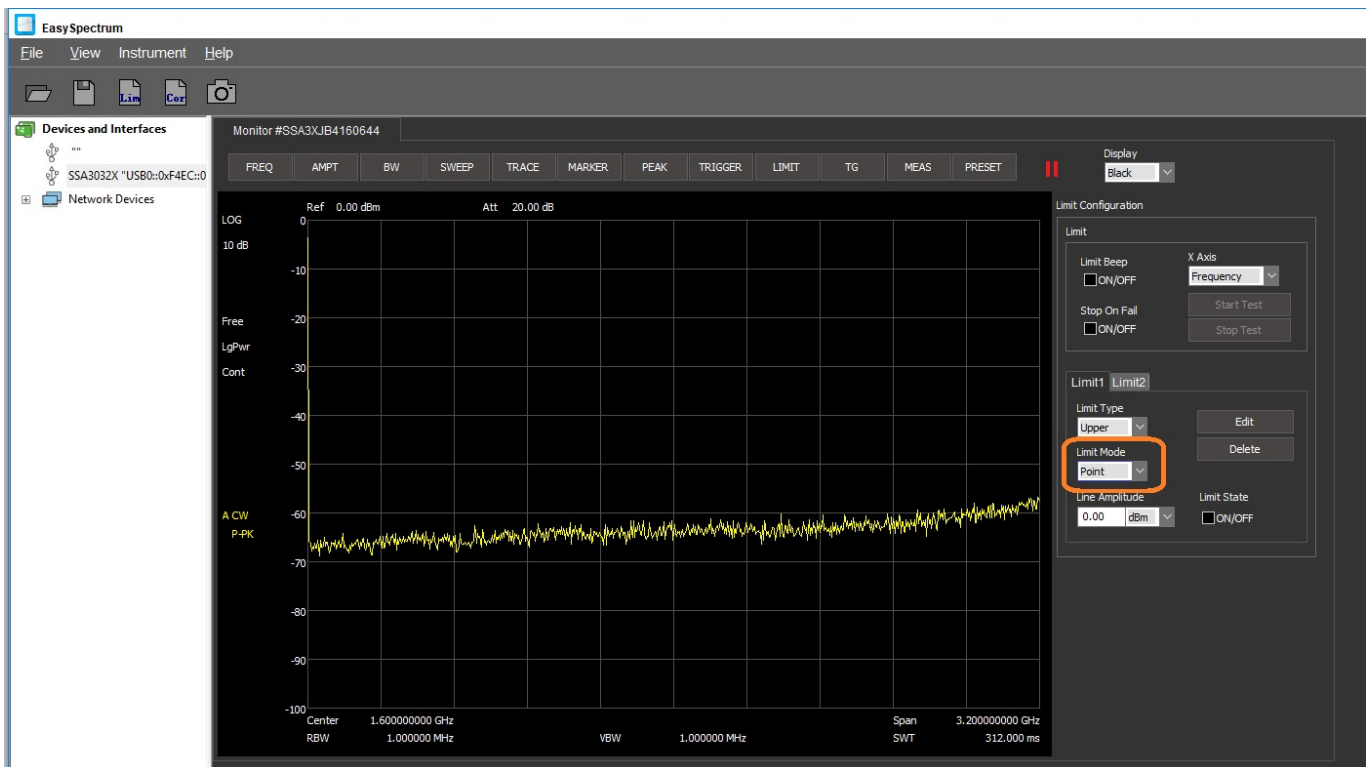 EasySpectrum
File View Instrument Help
Lim Cor
Devices and Interfaces
""
SSA3032X "USB0::0xF4EC::0
Network Devices
Monitor #SSA3XJB4160644
FREQ AMPT BW SWEEP TRACE MARKER PEAK TRIGGER LIMIT TG MEAS PRESET
Display
Black
Ref 0.00 dBm Att 20.00 dB
LOG
10 dB
Free
LgPwr
Cont
A CW
P-PK
0
-10
-20
-30
-40
-50
-60
-70
-80
-90
-100
Center 1.600000000 GHz Span 3.200000000 GHz
RBW 1.000000 MHz VBW 1.000000 MHz SWT 312.000 ms
Limit Configuration
Limit
Limit Beep X Axis
ON/OFF Frequency
Stop On Fail Start Test
ON/OFF Stop Test
Limit1 Limit2
Limit Type
Upper Edit
Limit Mode Delete
Point
Line Amplitude Limit State
0.00 dBm ON/OFF